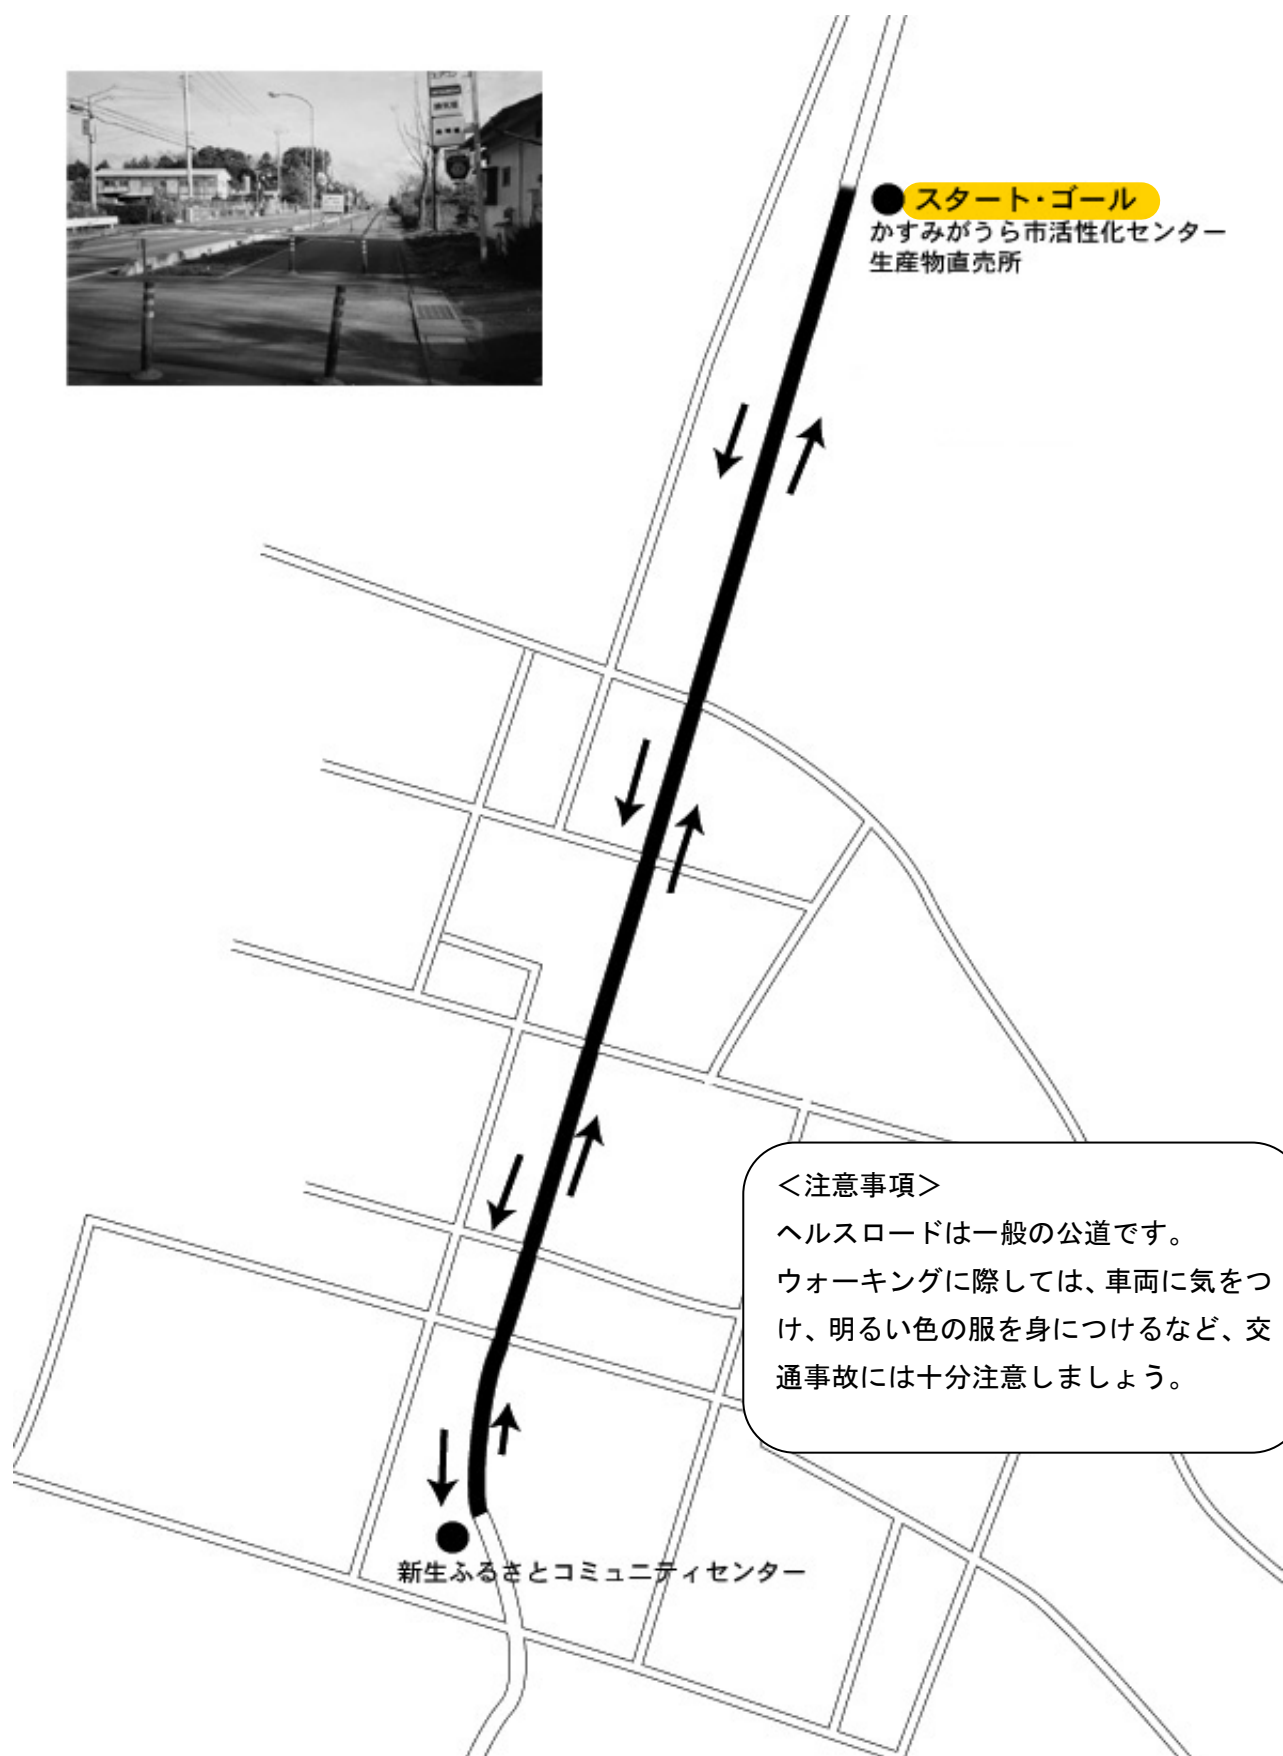 スタート・ゴール
かすみがうら市活性化センター
生産物直売所
＜注意事項＞
ヘルスロードは一般の公道です。
ウォーキングに際しては、車両に気をつ
け、明るい色の服を身につけるなど、交
通事故には十分注意しましょう。
新生ふるさとコミュニティセンター